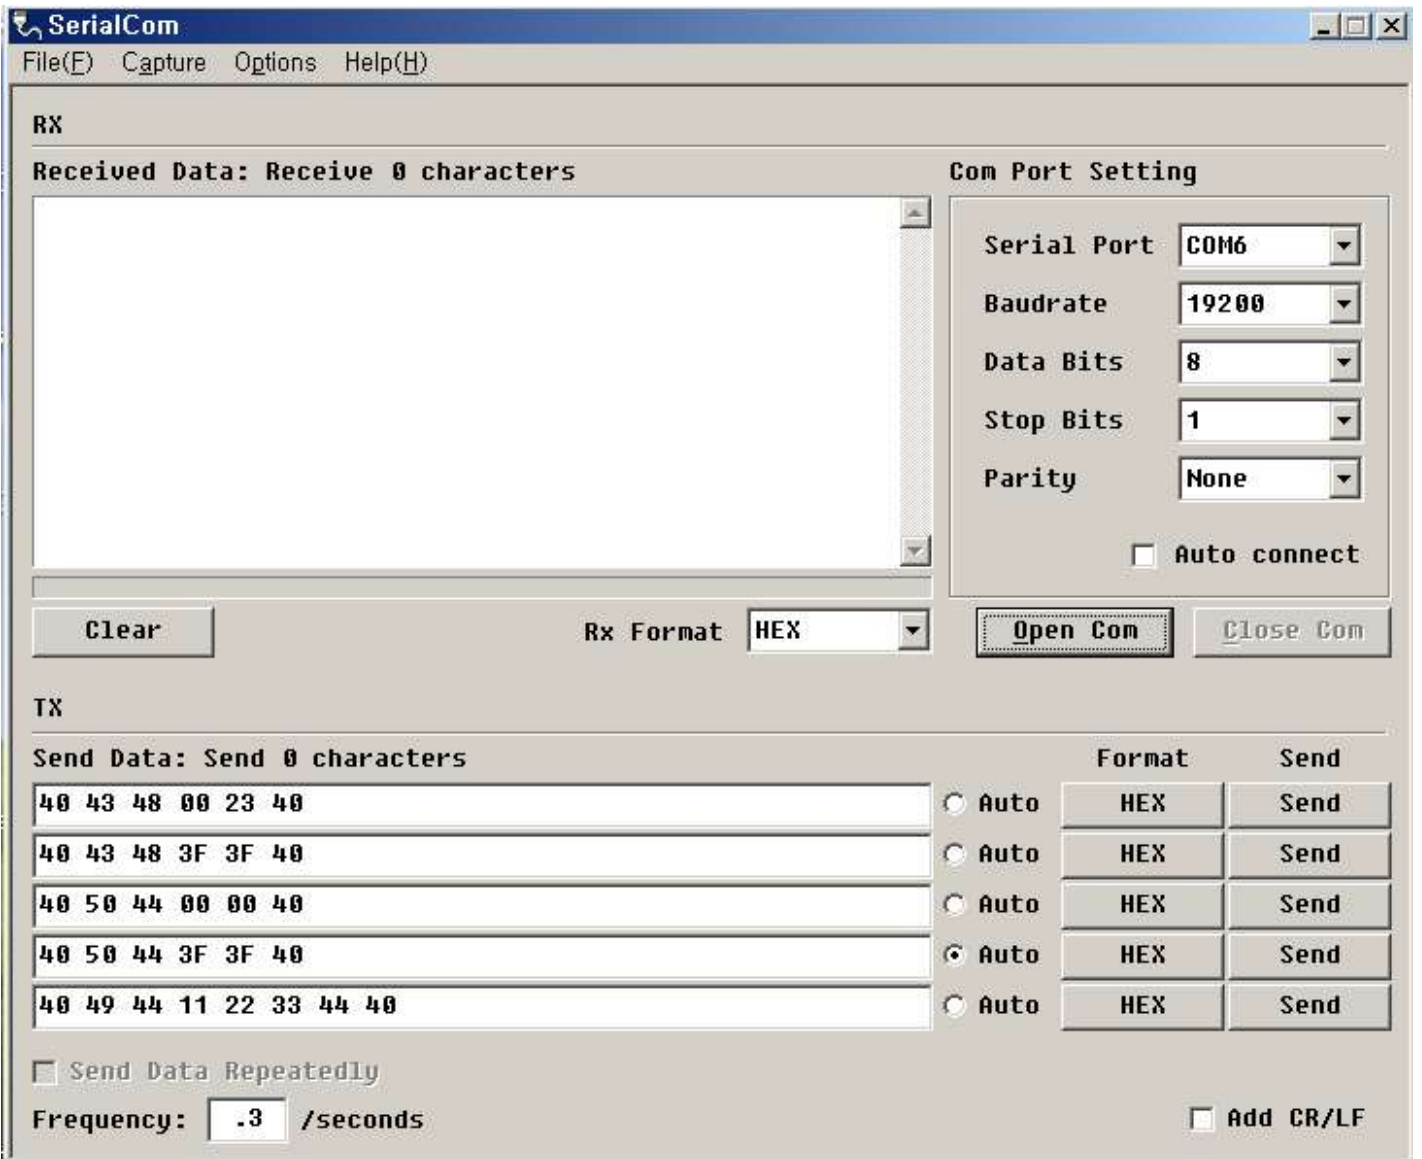 SerialCom
File(F) Capture Options Help(H)
RX
Received Data: Receive 0 characters
Com Port Setting
Serial Port COM6
Baudrate 19200
Data Bits 8
Stop Bits 1
Parity None
Auto connect
Clear Rx Format HEX Open Com Close Com
TX
Send Data: Send 0 characters Format Send
40 43 48 00 23 40 Auto HEX Send
40 43 48 3F 3F 40 Auto HEX Send
40 50 44 00 00 40 Auto HEX Send
40 50 44 3F 3F 40 Auto HEX Send
40 49 44 11 22 33 44 40 Auto HEX Send
Send Data Repeatedly
Frequency: .3 /seconds Add CR/LF